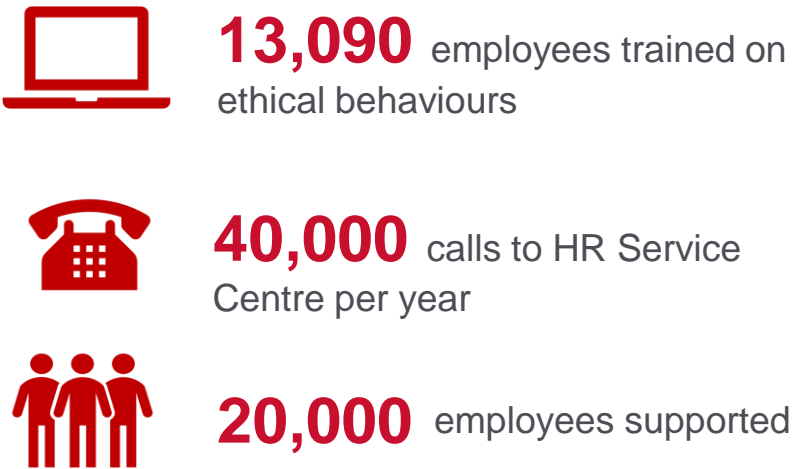 13,090 employees trained on
ethical behaviours
40,000 calls to HR Service
Centre per year
20,000 employees supported